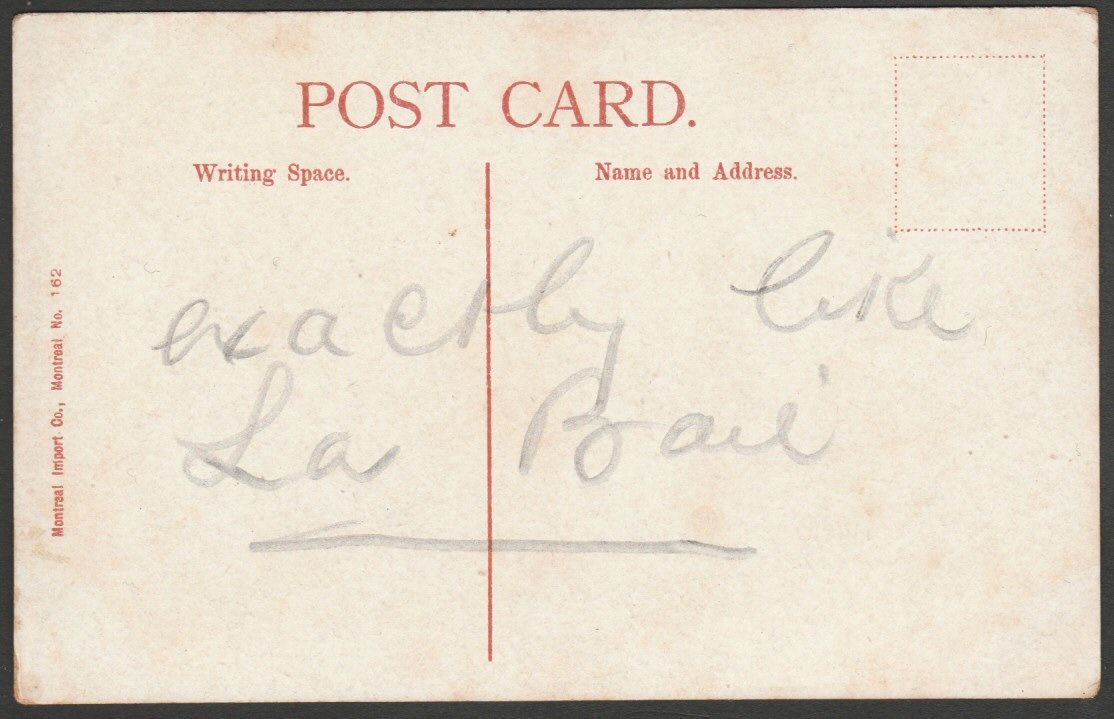 POST CARD.
Writing Space.
Name and Address.
exactly like
La Baie
Montreal Import Co., Montreal No. 162